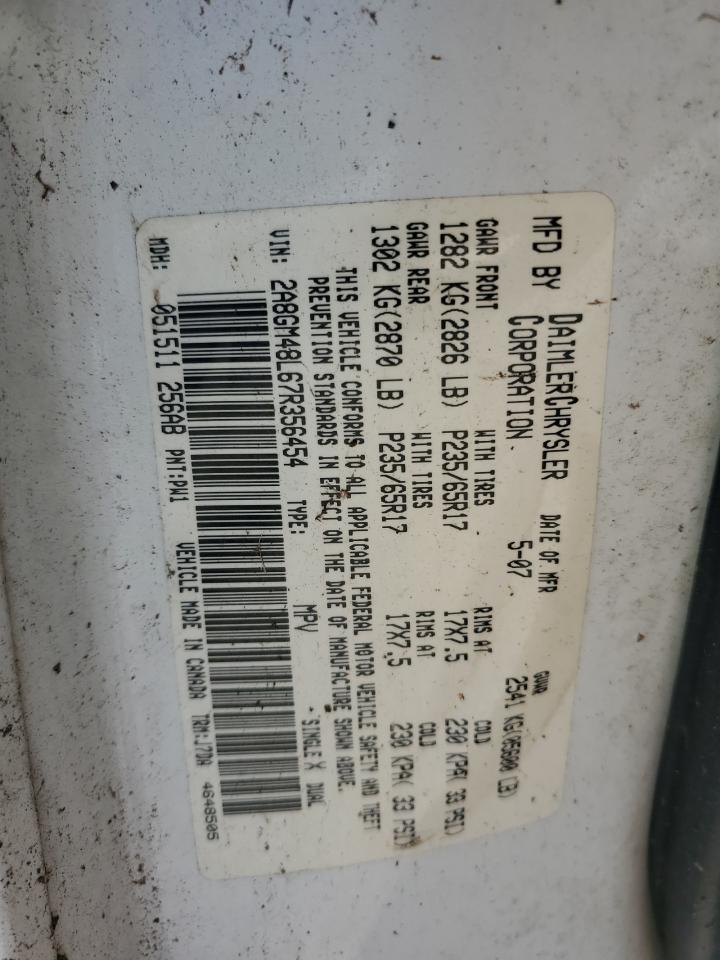 MFD BY DAIMLERCHRYSLER CORPORATION DATE OF MFR 5-07 GVWR 2541 KG(05600 LB)
GAWR FRONT WITH TIRES RIMS AT COLD
1282 KG(2826 LB) P235/65R17 17X7.5 230 KPA( 33 PSI)
GAWR REAR WITH TIRES RIMS AT COLD
1302 KG(2870 LB) P235/65R17 17X7.5 230 KPA( 33 PSI)
THIS VEHICLE CONFORMS TO ALL APPLICABLE FEDERAL MOTOR VEHICLE SAFETY AND THEFT
PREVENTION STANDARDS IN EFFECT ON THE DATE OF MANUFACTURE SHOWN ABOVE.
VIN: 2A8GM48L67R356454 TYPE: MPV SINGLE X DUAL
MDH: 051511 256AB PNT:PW1 VEHICLE MADE IN CANADA TRM:J7DA 4648505